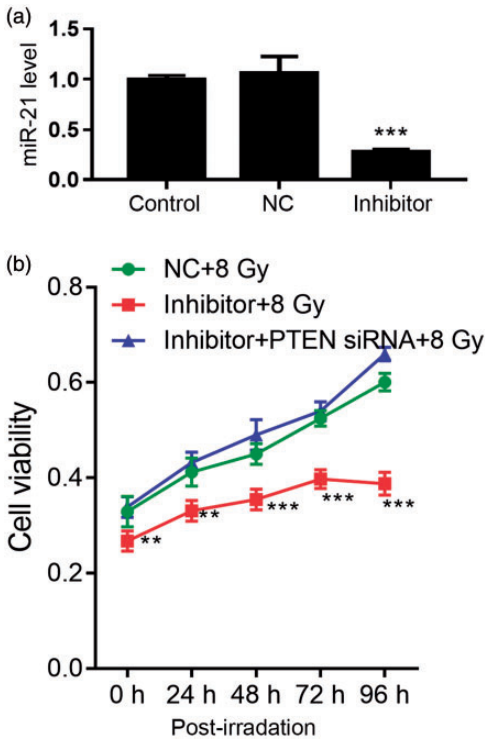 (a)
miR-21 level
1.5
1.0
0.5
0.0
***
Control NC Inhibitor
(b)
NC+8 Gy
Inhibitor+8 Gy
Inhibitor+PTEN siRNA+8 Gy
Cell viability
0.8
0.6
0.4
0.2
0.0
** ** *** *** ***
0 h 24 h 48 h 72 h 96 h
Post-irradation